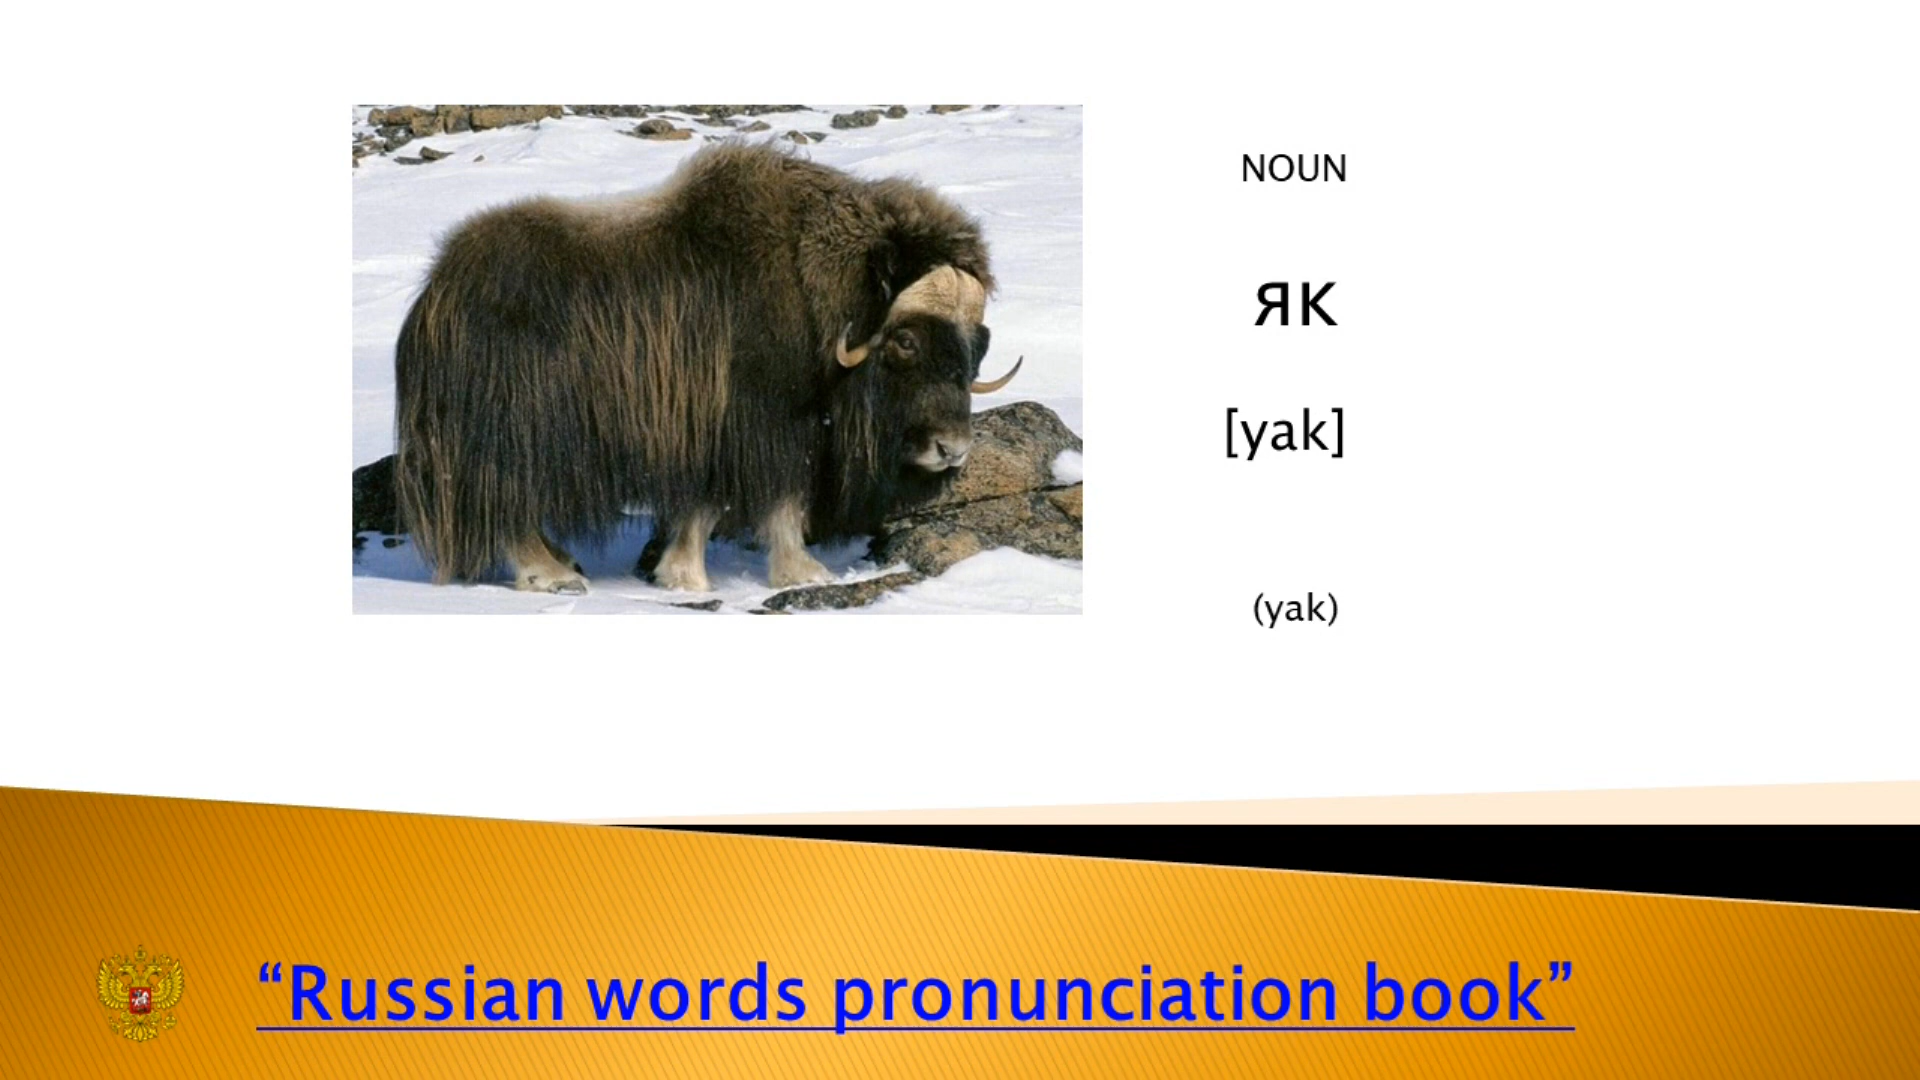 NOUN
як
[yak]
(yak)
“Russian words pronunciation book”